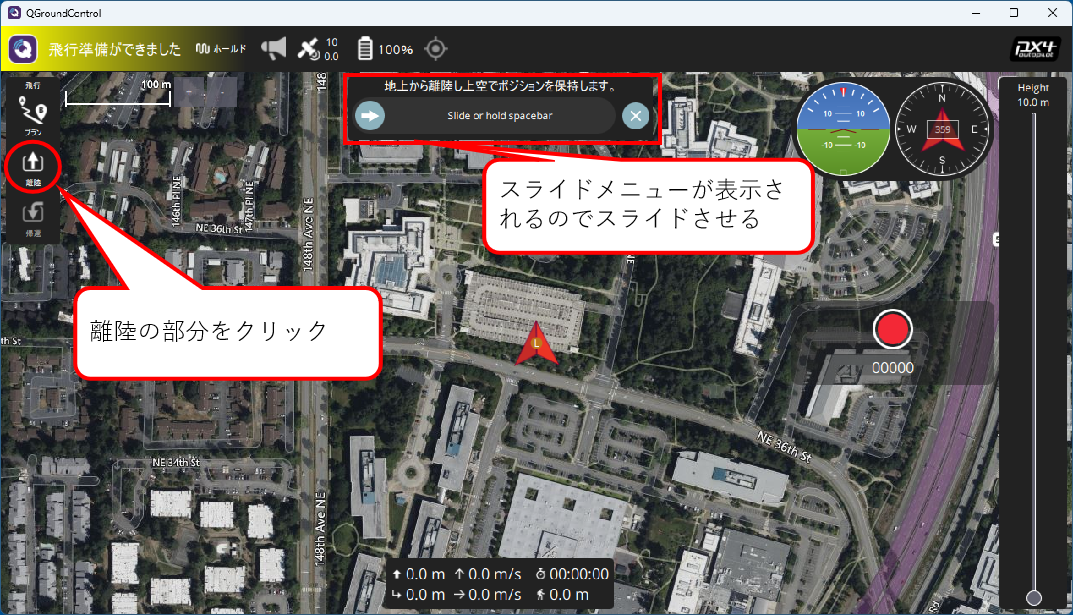 QGroundControl
飛行準備ができました
ホールド
10
0.0
100%
PX4
AUTOPILOT
飛行
プラン
離陸
帰還
100 m
地上から離陸し上空でポジションを保持します。
Slide or hold spacebar
Height
10.0 m
10
10
-10
-10
N
W
359
E
S
スライドメニューが表示さ
れるのでスライドさせる
離陸の部分をクリック
148
146th Pl NE
147th Pl NE
NE 36th St
148th Ave NE
NE
th St
L
00000
NE 36th St
NE 34th St
148th Ave NE
0.0 m
0.0 m/s
00:00:00
0.0 m
0.0 m/s
0.0 m